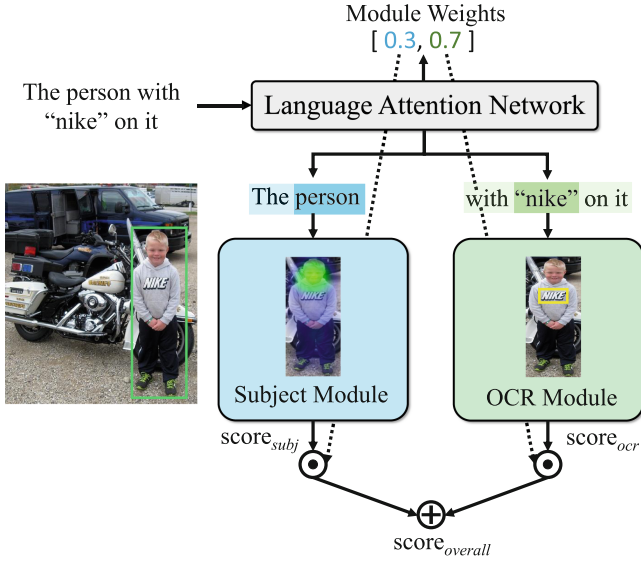 Module Weights
[ 0.3, 0.7 ]
The person with
“nike” on it
Language Attention Network
The person
with “nike” on it
NIKE
NIKE
NIKE
Subject Module
OCR Module
score_subj
score_ocr
score_overall